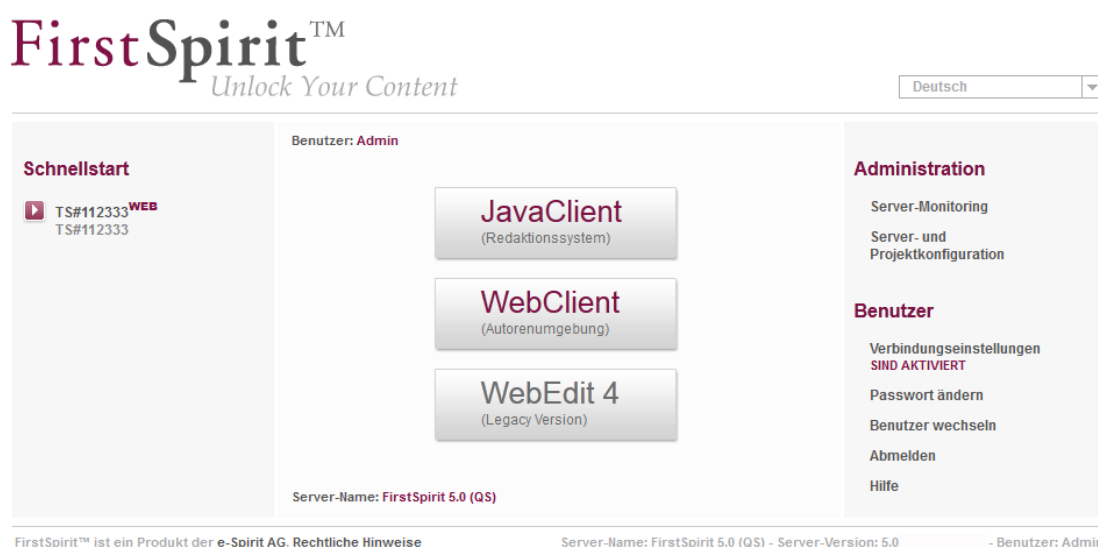 FirstSpirit™
Unlock Your Content
Deutsch
Schnellstart
TS#112333WEB
TS#112333
Benutzer: Admin
JavaClient
(Redaktionssystem)
WebClient
(Autorenumgebung)
WebEdit 4
(Legacy Version)
Server-Name: FirstSpirit 5.0 (QS)
Administration
Server-Monitoring
Server- und
Projektkonfiguration
Benutzer
Verbindungseinstellungen
SIND AKTIVIERT
Passwort ändern
Benutzer wechseln
Abmelden
Hilfe
FirstSpirit™ ist ein Produkt der e-Spirit AG. Rechtliche Hinweise
Server-Name: FirstSpirit 5.0 (QS) - Server-Version: 5.0 - Benutzer: Admin